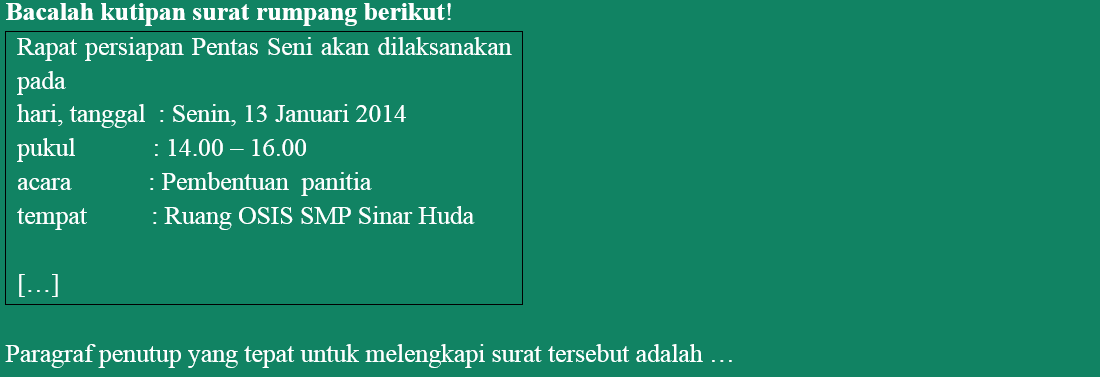 Bacalah kutipan surat rumpang berikut!
Rapat persiapan Pentas Seni akan dilaksanakan
pada
hari, tanggal : Senin, 13 Januari 2014
pukul : 14.00 – 16.00
acara : Pembentuan panitia
tempat : Ruang OSIS SMP Sinar Huda
[…]
Paragraf penutup yang tepat untuk melengkapi surat tersebut adalah …